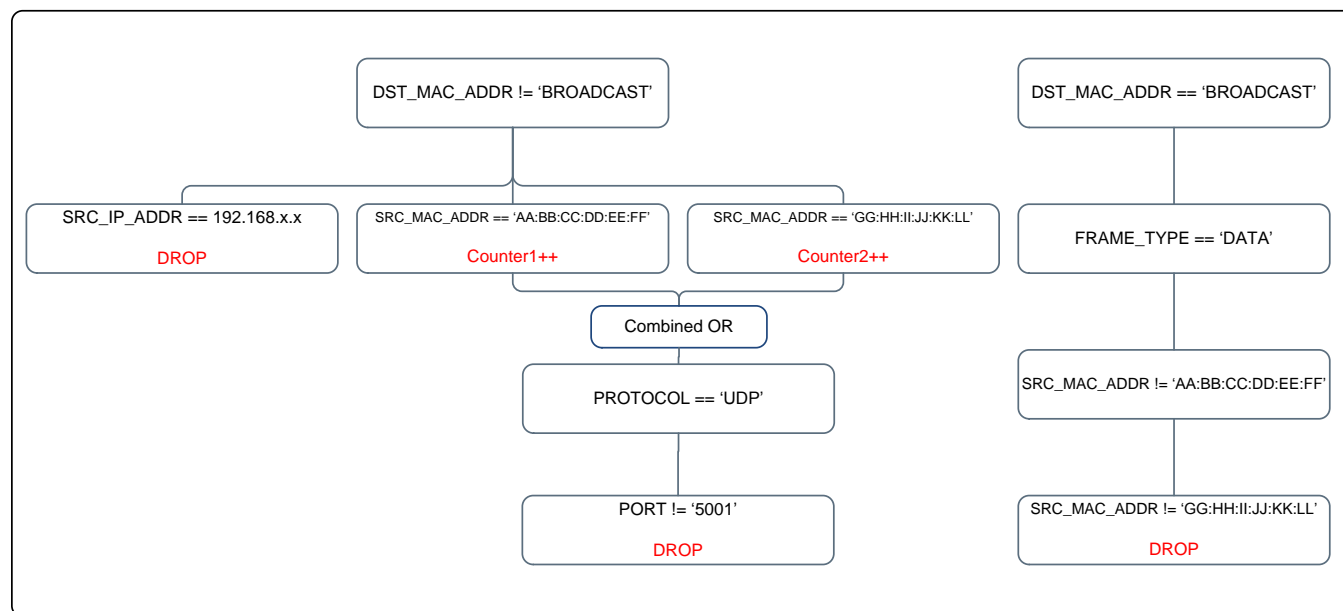 DST_MAC_ADDR != ‘BROADCAST’
DST_MAC_ADDR == ‘BROADCAST’
SRC_IP_ADDR == 192.168.x.x
DROP
SRC_MAC_ADDR == ‘AA:BB:CC:DD:EE:FF’
Counter1++
SRC_MAC_ADDR == ‘GG:HH:II:JJ:KK:LL’
Counter2++
FRAME_TYPE == ‘DATA’
Combined OR
PROTOCOL == ‘UDP’
SRC_MAC_ADDR != ‘AA:BB:CC:DD:EE:FF’
PORT != ‘5001’
DROP
SRC_MAC_ADDR != ‘GG:HH:II:JJ:KK:LL’
DROP